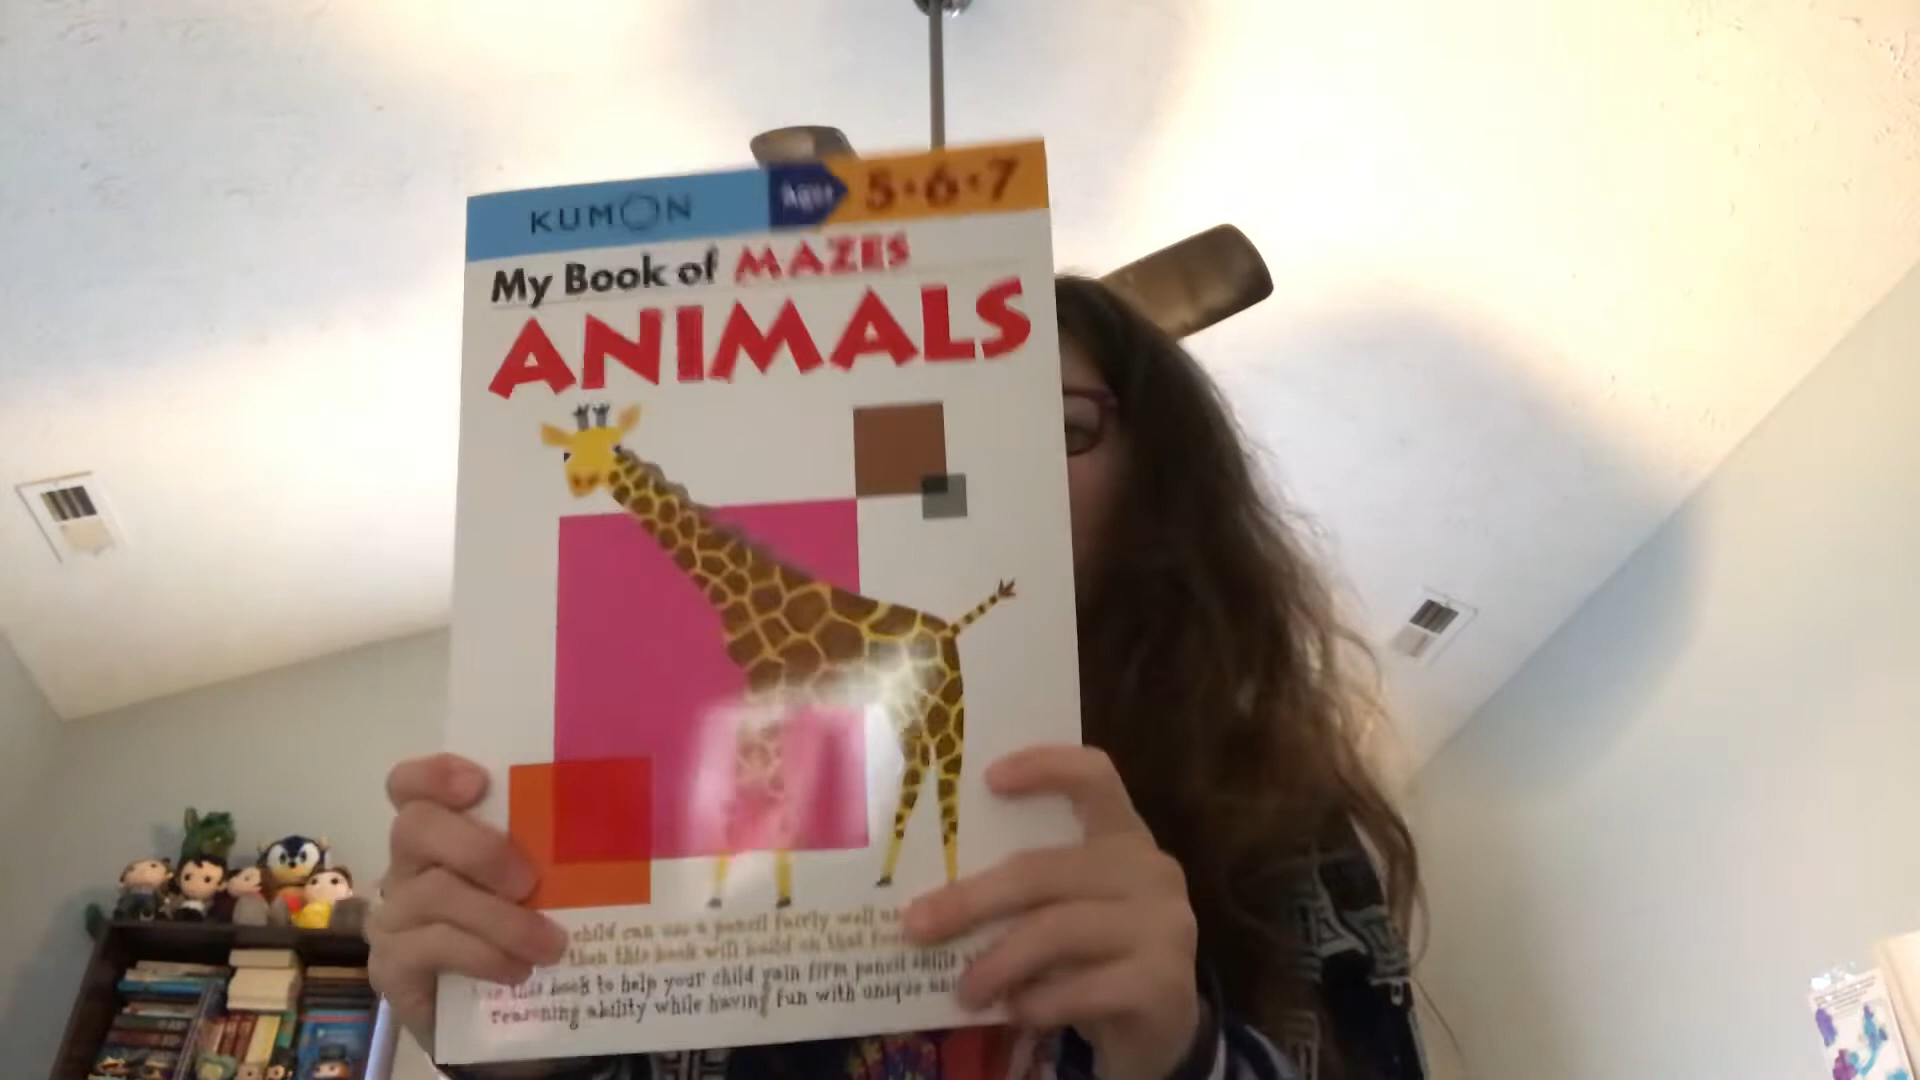 KUMON Ages 5•6•7
My Book of MAZES
ANIMALS
child can use a pencil fairly well
then this book will build on that
this book to help your child gain firm pencil skills
reasoning ability while having fun with unique